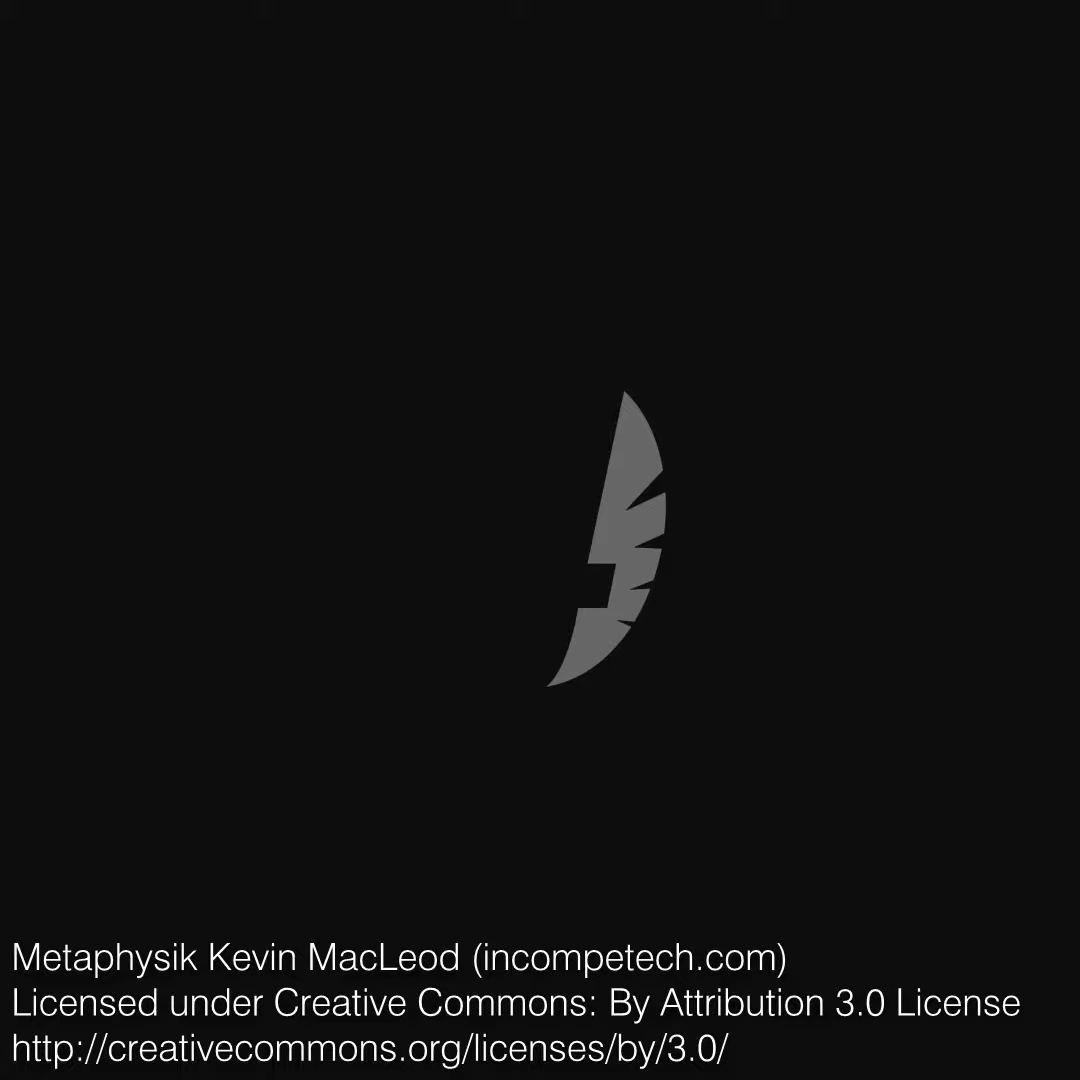 Metaphysik Kevin MacLeod (incompetech.com)
Licensed under Creative Commons: By Attribution 3.0 License
http://creativecommons.org/licenses/by/3.0/